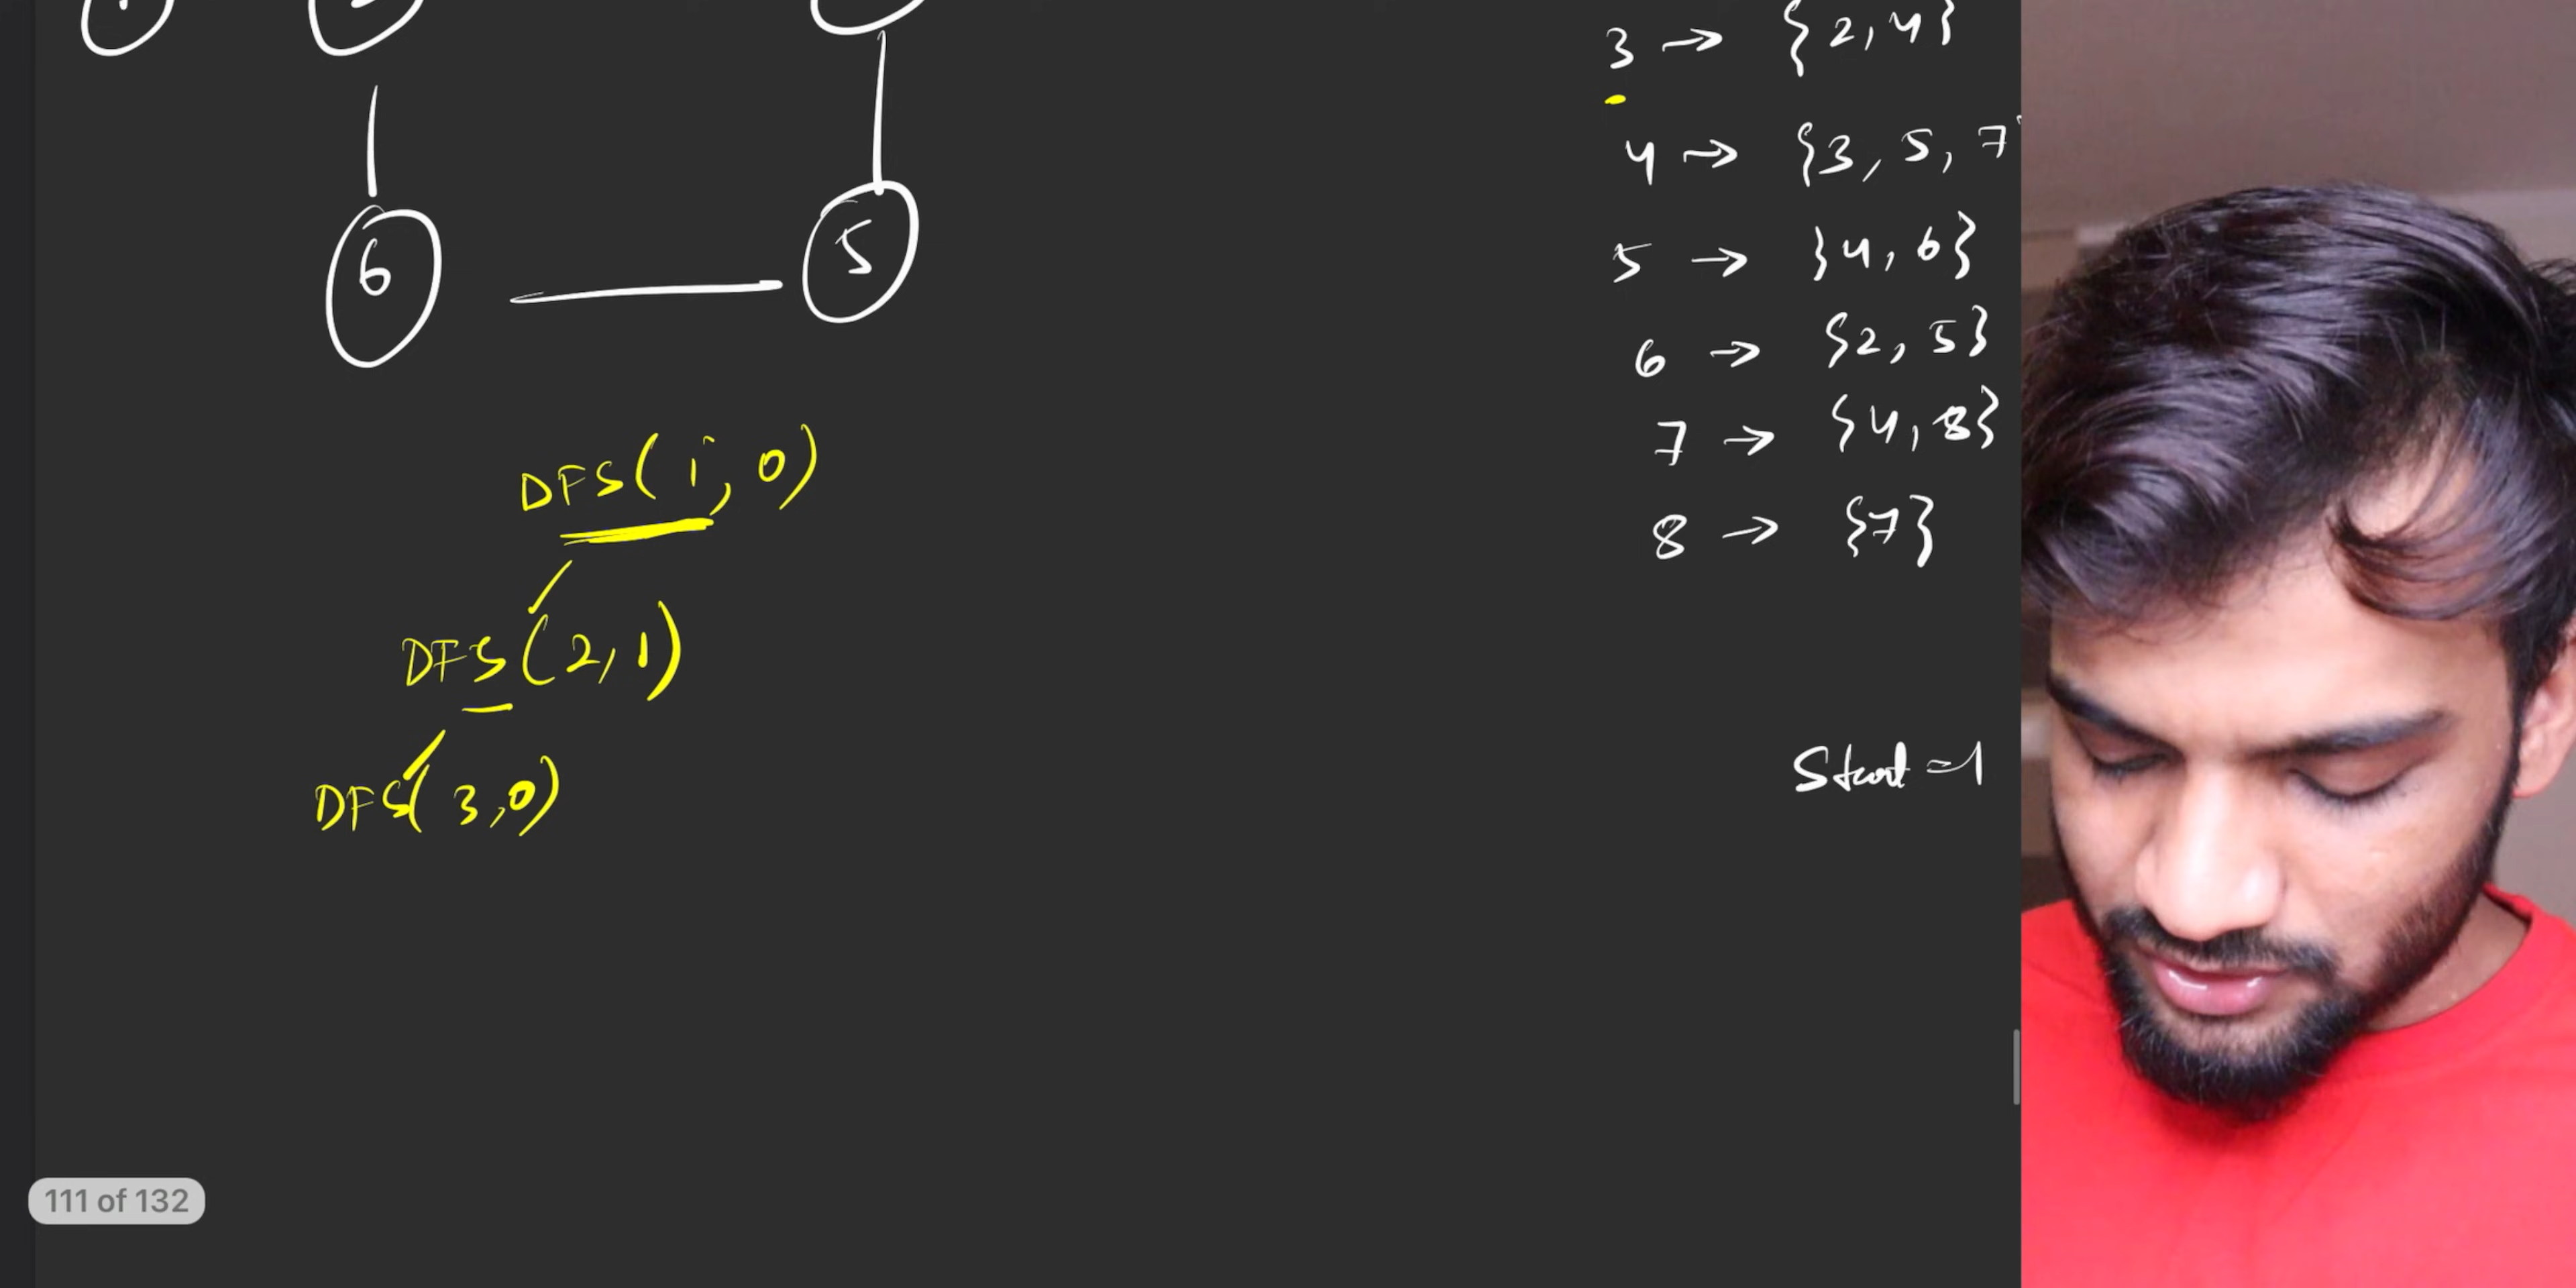 3 → {2,4}
4 → {3, 5, 7
5 → }4, 6}
6 → {2, 5}
7 → {4, 8}
8 → {7}
6
5
DFS(1, 0)
DFS(2, 1)
DFS(3, 0)
Start = 1
111 of 132